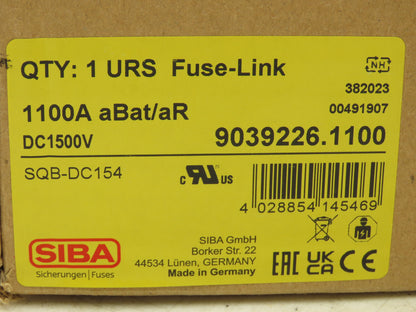 QTY: 1 URS Fuse-Link
NH
382023
1100A aBat/aR
00491907
DC1500V
9039226.1100
SQB-DC154
c RU US
4 028854 145469
SIBA
Sicherungen | Fuses
SIBA GmbH
Borker Str. 22
44534 Lünen, GERMANY
Made in Germany
EAC UK CA CE